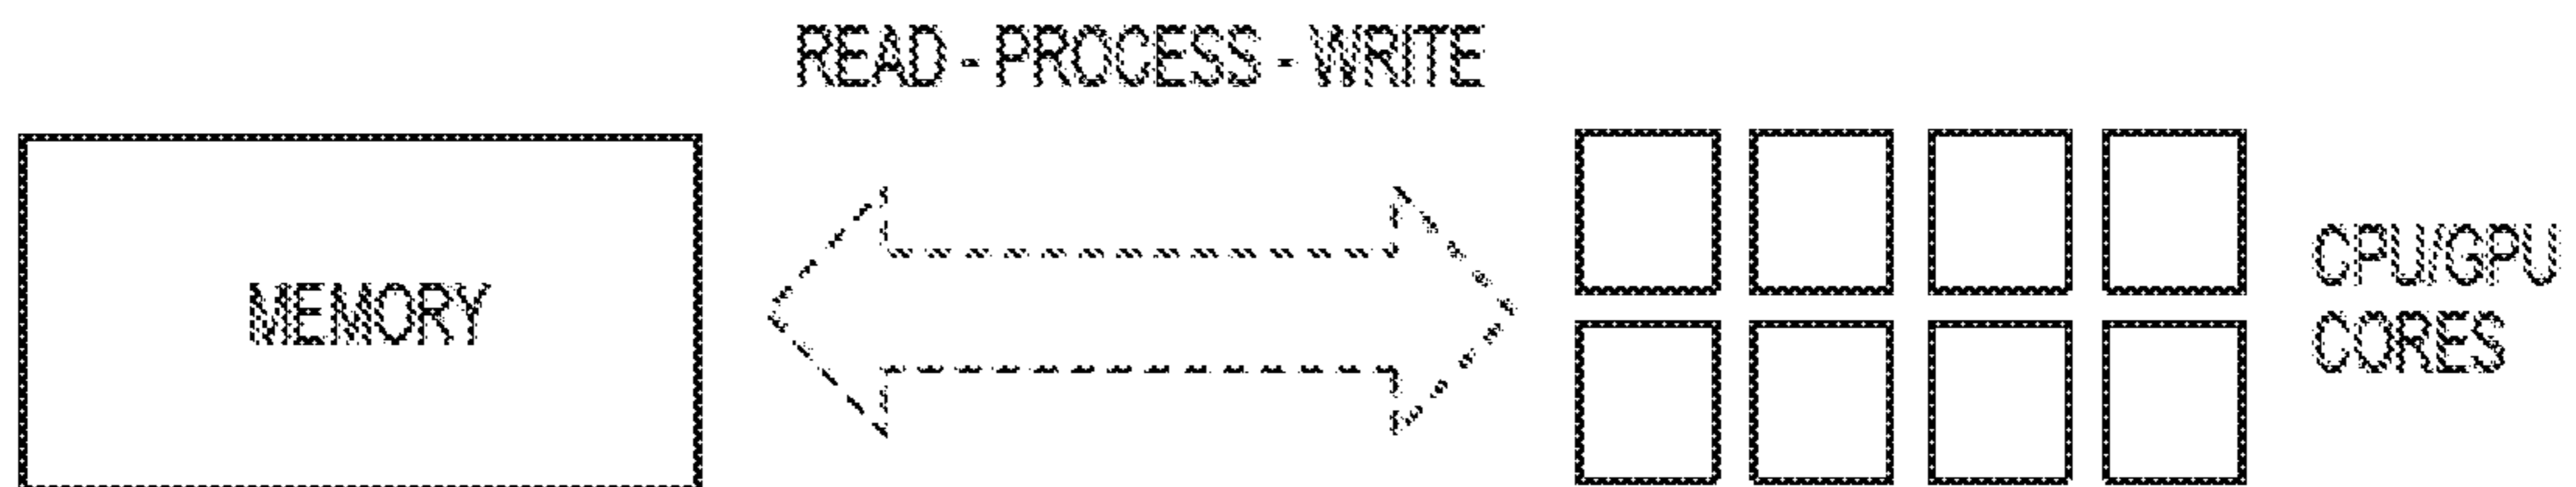 READ - PROCESS - WRITE
MEMORY
CPU/GPU
CORES